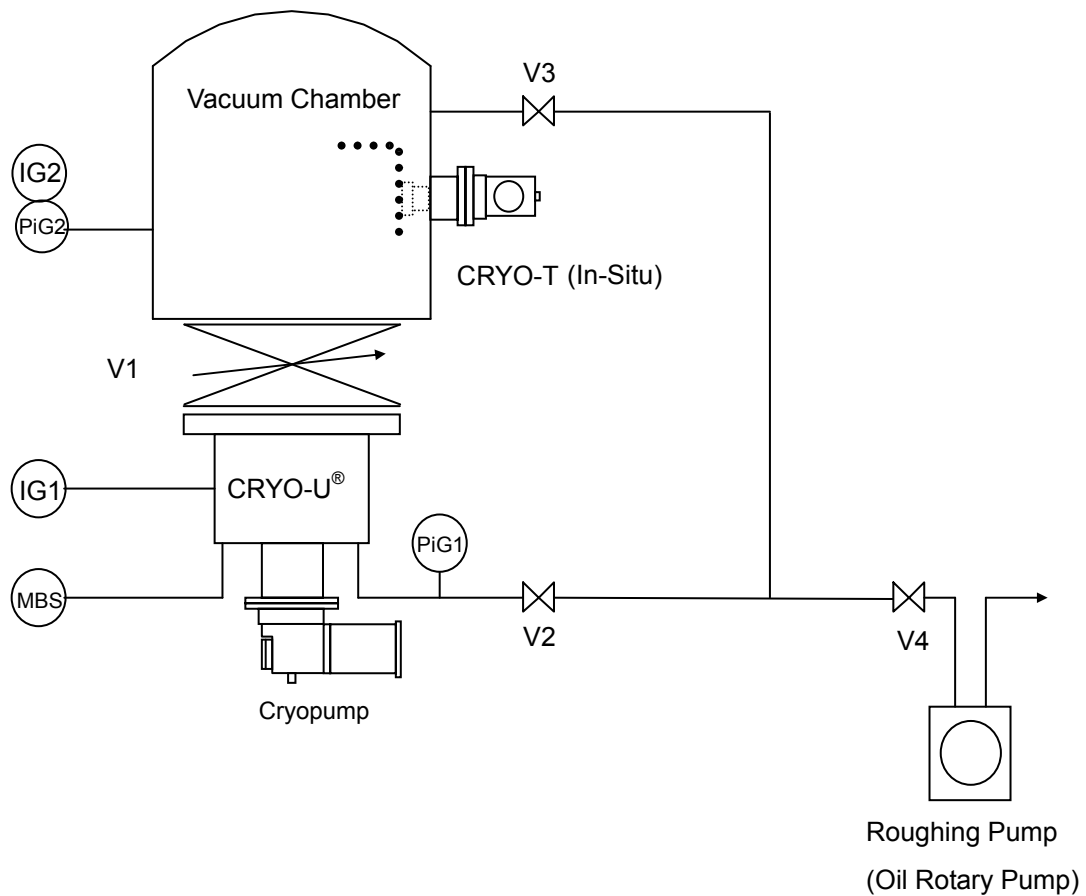 V3
Vacuum Chamber
IG2
PiG2
CRYO-T (In-Situ)
V1
CRYO-U®
IG1
PiG1
MBS
V2
V4
Cryopump
Roughing Pump
(Oil Rotary Pump)